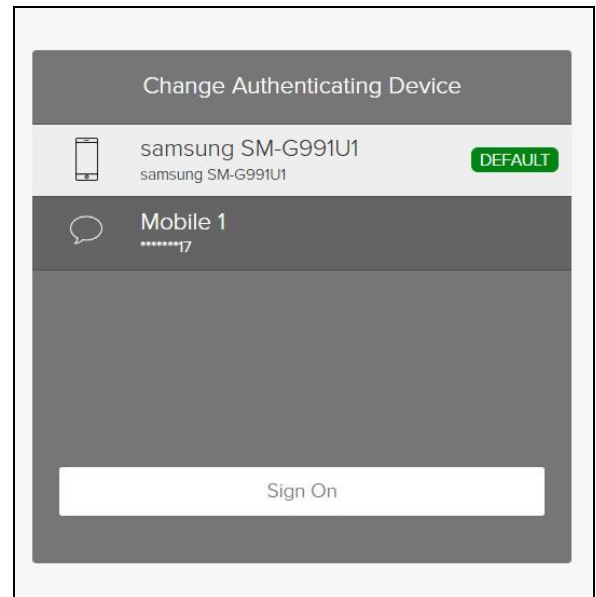 Change Authenticating Device
samsung SM-G991U1
DEFAULT
samsung SM-G991U1
Mobile 1
*******17
Sign On